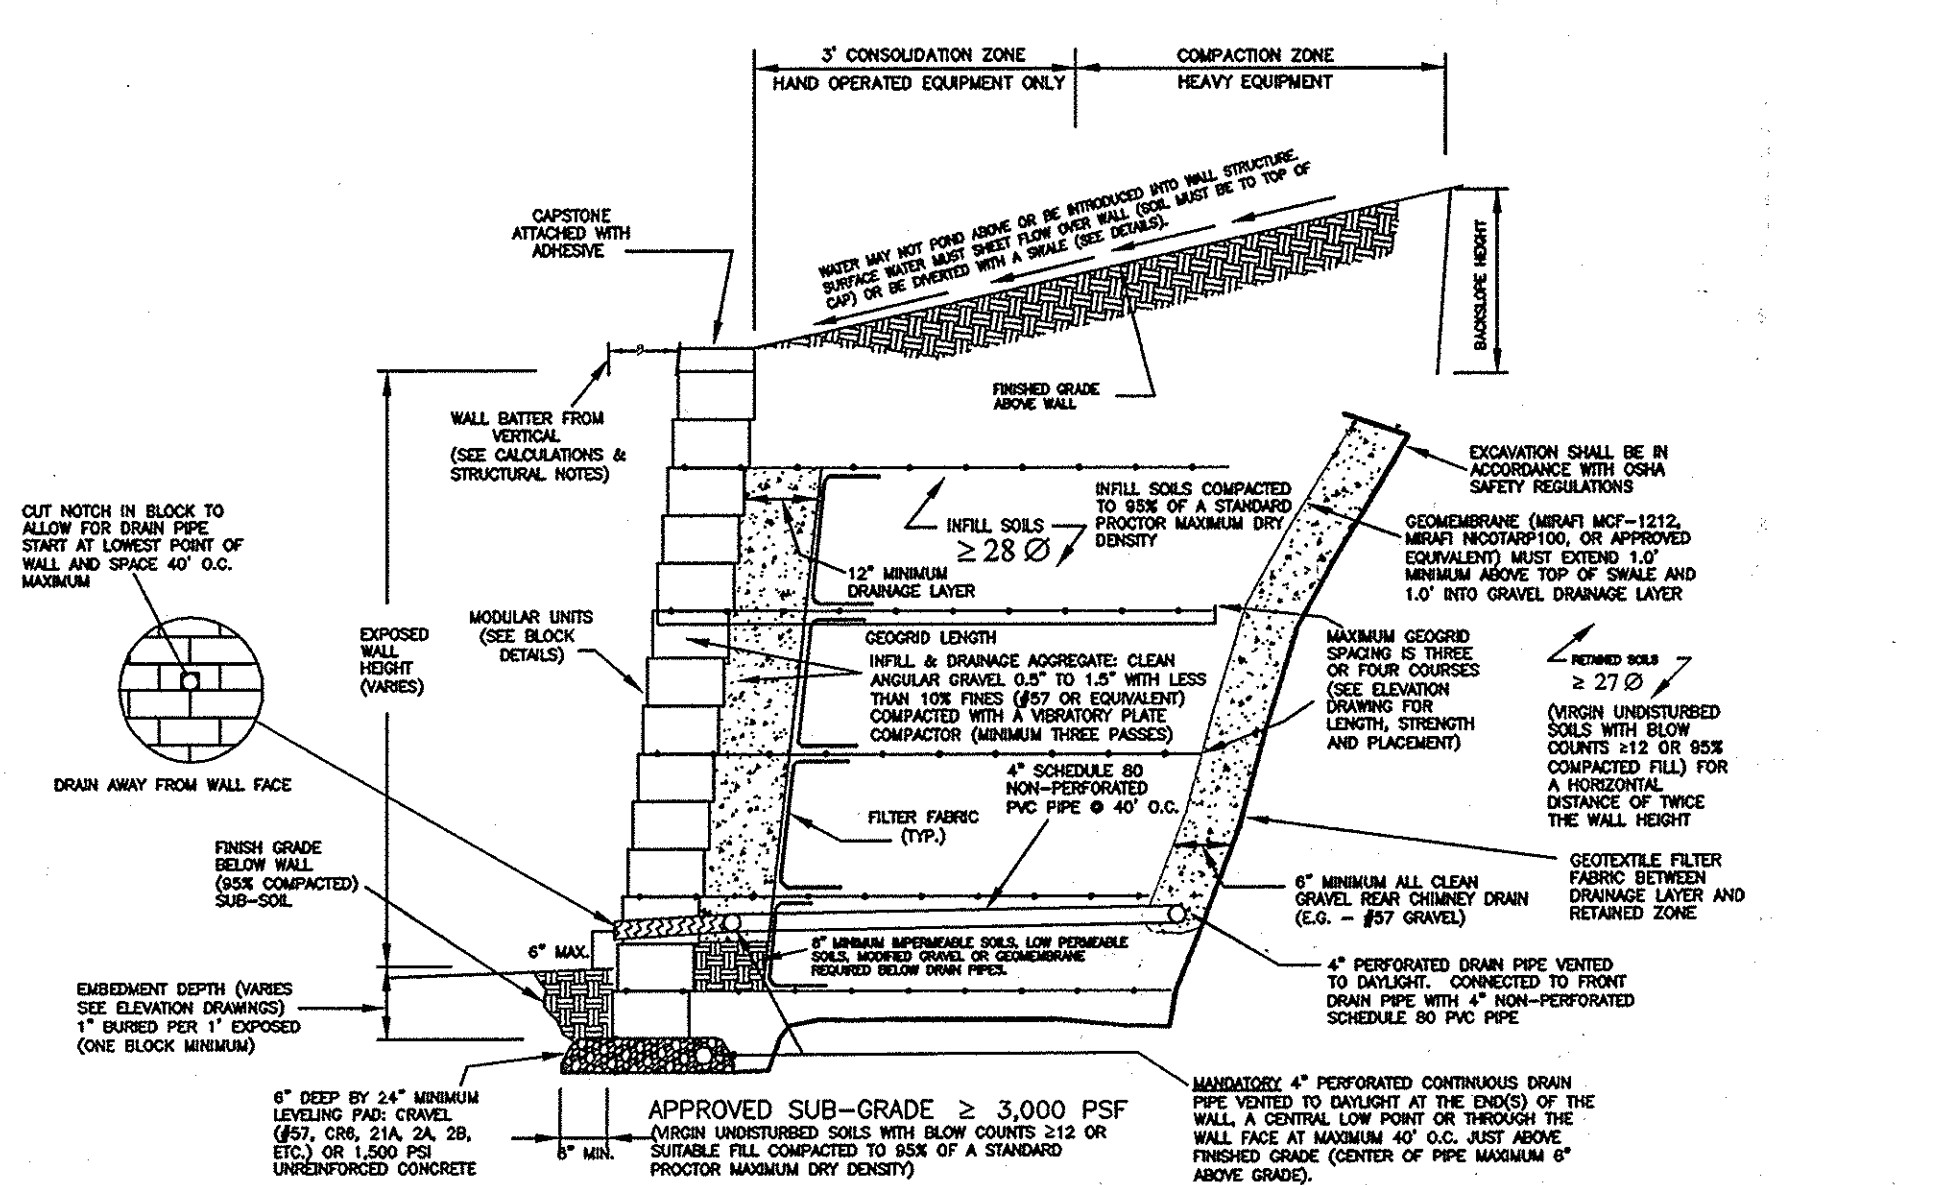 3' CONSOLIDATION ZONE
HAND OPERATED EQUIPMENT ONLY
COMPACTION ZONE
HEAVY EQUIPMENT
WATER MAY NOT POND ABOVE OR BE INTRODUCED INTO WALL STRUCTURE.
SURFACE WATER MUST SHEET FLOW OVER WALL (SOIL MUST BE TO TOP OF
CAP) OR BE DIVERTED WITH A SWALE (SEE DETAILS).
CAPSTONE
ATTACHED WITH
ADHESIVE
BACKSLOPE HEIGHT
FINISHED GRADE
ABOVE WALL
WALL BATTER FROM
VERTICAL
(SEE CALCULATIONS &
STRUCTURAL NOTES)
EXCAVATION SHALL BE IN
ACCORDANCE WITH OSHA
SAFETY REGULATIONS
CUT NOTCH IN BLOCK TO
ALLOW FOR DRAIN PIPE
START AT LOWEST POINT OF
WALL AND SPACE 40' O.C.
MAXIMUM
INFILL SOILS
≥ 28 Ø
INFILL SOILS COMPACTED
TO 95% OF A STANDARD
PROCTOR MAXIMUM DRY
DENSITY
GEOMEMBRANE (MIRAFI MCF-1212,
MIRAFI NICOTARP100, OR APPROVED
EQUIVALENT) MUST EXTEND 1.0'
MINIMUM ABOVE TOP OF SWALE AND
1.0' INTO GRAVEL DRAINAGE LAYER
12" MINIMUM
DRAINAGE LAYER
MODULAR UNITS
(SEE BLOCK
DETAILS)
EXPOSED
WALL
HEIGHT
(VARIES)
GEOGRID LENGTH
INFILL & DRAINAGE AGGREGATE: CLEAN
ANGULAR GRAVEL 0.5" TO 1.5" WITH LESS
THAN 10% FINES (#57 OR EQUIVALENT)
COMPACTED WITH A VIBRATORY PLATE
COMPACTOR (MINIMUM THREE PASSES)
MAXIMUM GEOGRID
SPACING IS THREE
OR FOUR COURSES
(SEE ELEVATION
DRAWING FOR
LENGTH, STRENGTH
AND PLACEMENT)
RETAINED SOILS
≥ 27 Ø
(VIRGIN UNDISTURBED
SOILS WITH BLOW
COUNTS ≥12 OR 95%
COMPACTED FILL) FOR
A HORIZONTAL
DISTANCE OF TWICE
THE WALL HEIGHT
DRAIN AWAY FROM WALL FACE
4" SCHEDULE 80
NON-PERFORATED
PVC PIPE @ 40' O.C.
FILTER FABRIC
(TYP.)
FINISH GRADE
BELOW WALL
(95% COMPACTED)
SUB-SOIL
GEOTEXTILE FILTER
FABRIC BETWEEN
DRAINAGE LAYER AND
RETAINED ZONE
6" MINIMUM ALL CLEAN
GRAVEL REAR CHIMNEY DRAIN
(E.G. - #57 GRAVEL)
6" MAX.
8" MINIMUM IMPERMEABLE SOILS, LOW PERMEABLE
SOILS, MODIFIED GRAVEL OR GEOMEMBRANE
REQUIRED BELOW DRAIN PIPES.
4" PERFORATED DRAIN PIPE VENTED
TO DAYLIGHT. CONNECTED TO FRONT
DRAIN PIPE WITH 4" NON-PERFORATED
SCHEDULE 80 PVC PIPE
EMBEDMENT DEPTH (VARIES
SEE ELEVATION DRAWINGS)
1" BURIED PER 1' EXPOSED
(ONE BLOCK MINIMUM)
6" DEEP BY 24" MINIMUM
LEVELING PAD: GRAVEL
(#57, CR6, 21A, 2A, 2B,
ETC.) OR 1,500 PSI
UNREINFORCED CONCRETE
6" MIN.
APPROVED SUB-GRADE ≥ 3,000 PSF
(VIRGIN UNDISTURBED SOILS WITH BLOW COUNTS ≥12 OR
SUITABLE FILL COMPACTED TO 95% OF A STANDARD
PROCTOR MAXIMUM DRY DENSITY)
MANDATORY 4" PERFORATED CONTINUOUS DRAIN
PIPE VENTED TO DAYLIGHT AT THE END(S) OF THE
WALL, A CENTRAL LOW POINT OR THROUGH THE
WALL FACE AT MAXIMUM 40' O.C. JUST ABOVE
FINISHED GRADE (CENTER OF PIPE MAXIMUM 6"
ABOVE GRADE).